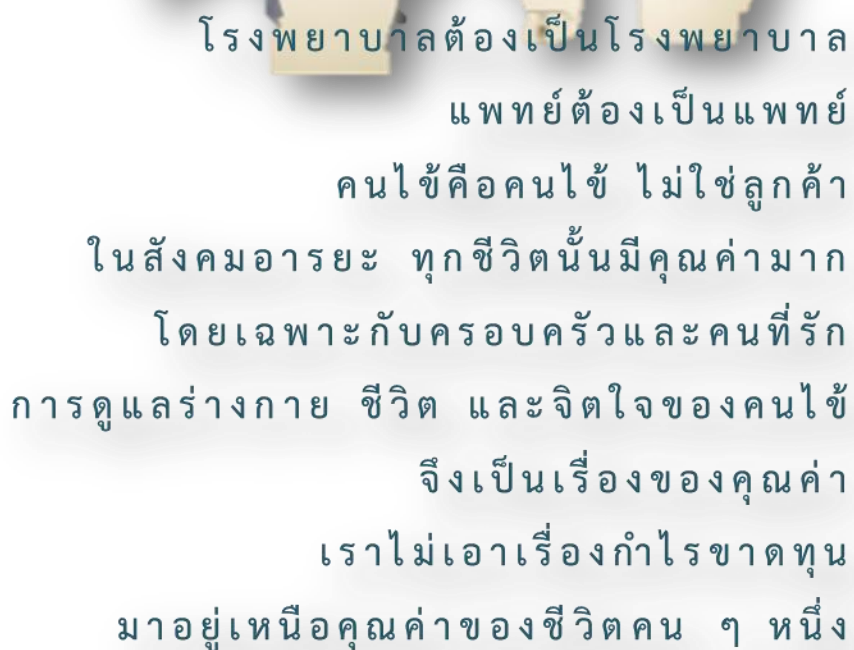 โรงพยาบาลต้องเป็นโรงพยาบาล
แพทย์ต้องเป็นแพทย์
คนไข้คือคนไข้ ไม่ใช่ลูกค้า
ในสังคมอารยะ ทุกชีวิตนั้นมีคุณค่ามาก
โดยเฉพาะกับครอบครัวและคนที่รัก
การดูแลร่างกาย ชีวิต และจิตใจของคนไข้
จึงเป็นเรื่องของคุณค่า
เราไม่เอาเรื่องกำไรขาดทุน
มาอยู่เหนือคุณค่าของชีวิตคน ๆ หนึ่ง